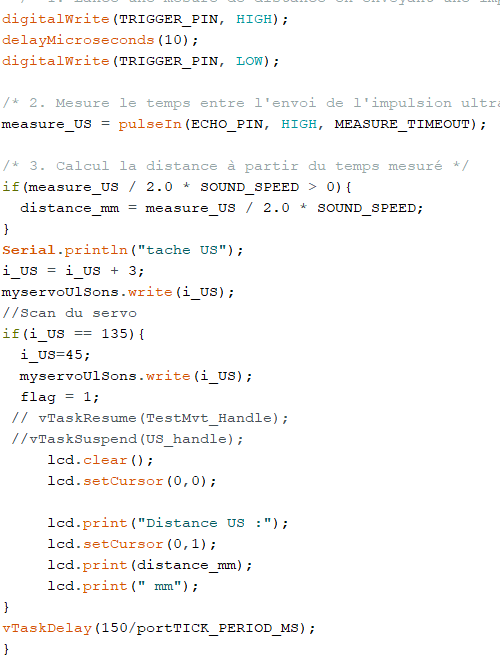 /* 1. Lance une mesure de distance en envoyant une imp
digitalWrite(TRIGGER_PIN, HIGH);
delayMicroseconds(10);
digitalWrite(TRIGGER_PIN, LOW);
/* 2. Mesure le temps entre l'envoi de l'impulsion ultra
measure_US = pulseIn(ECHO_PIN, HIGH, MEASURE_TIMEOUT);
/* 3. Calcul la distance à partir du temps mesuré */
if(measure_US / 2.0 * SOUND_SPEED > 0){
distance_mm = measure_US / 2.0 * SOUND_SPEED;
}
Serial.println("tache US");
i_US = i_US + 3;
myservoUlSons.write(i_US);
//Scan du servo
if(i_US == 135){
i_US=45;
myservoUlSons.write(i_US);
flag = 1;
// vTaskResume(TestMvt_Handle);
//vTaskSuspend(US_handle);
lcd.clear();
lcd.setCursor(0,0);
lcd.print("Distance US :");
lcd.setCursor(0,1);
lcd.print(distance_mm);
lcd.print(" mm");
}
vTaskDelay(150/portTICK_PERIOD_MS);
}